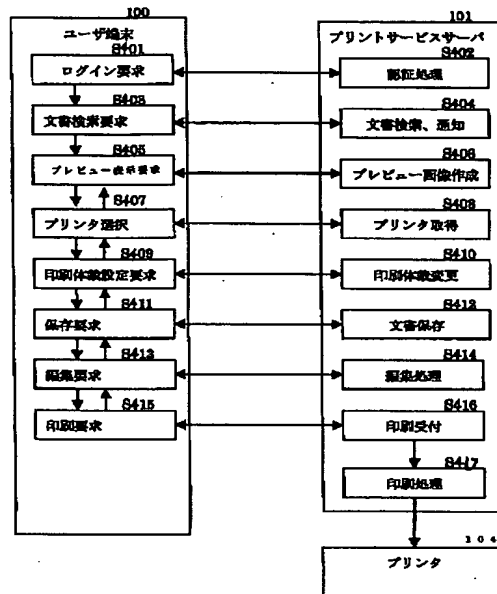 100
ユーザ端末
S401
ログイン要求
S403
文書検索要求
S405
プレビュー表示要求
S407
プリンタ選択
S409
印刷体裁設定要求
S411
保存要求
S413
編集要求
S415
印刷要求
101
プリントサービスサーバ
S402
認証処理
S404
文書検索、通知
S406
プレビュー画像作成
S408
プリンタ取得
S410
印刷体裁変更
S412
文書保存
S414
編集処理
S416
印刷受付
S417
印刷処理
104
プリンタ